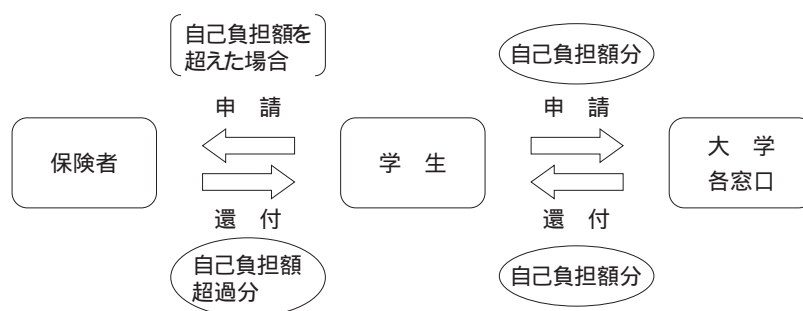 自己負担額を
超えた場合
自己負担額分
申　請
申　請
保険者
学　生
大　学
各窓口
還　付
還　付
自己負担額
超過分
自己負担額分